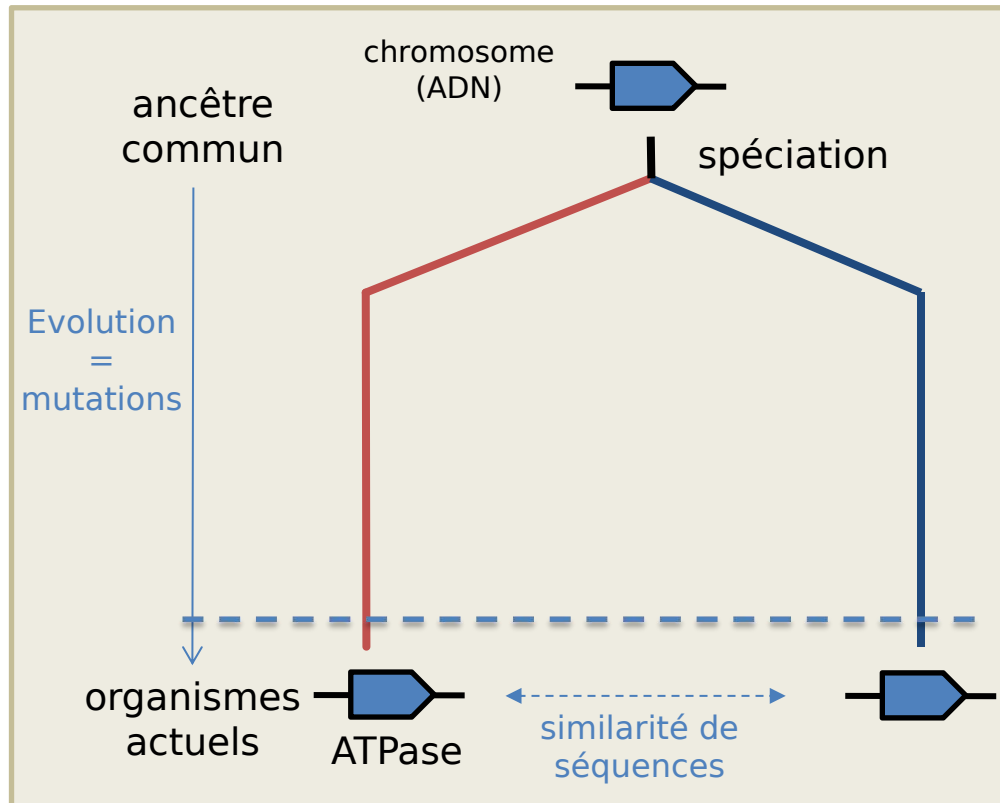 chromosome
(ADN)
ancêtre
commun
spéciation
Evolution
=
mutations
organismes
actuels
ATPase
similarité de
séquences